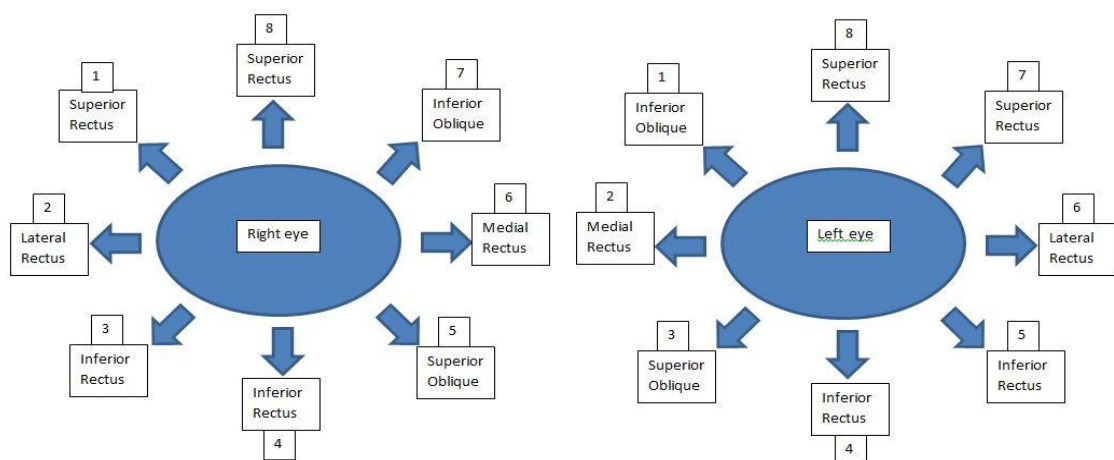 8
Superior
Rectus
1
Superior
Rectus
7
Inferior
Oblique
2
Lateral
Rectus
Right eye
6
Medial
Rectus
3
Inferior
Rectus
5
Superior
Oblique
Inferior
Rectus
4
8
Superior
Rectus
1
Inferior
Oblique
7
Superior
Rectus
2
Medial
Rectus
Left eye
6
Lateral
Rectus
3
Superior
Oblique
5
Inferior
Rectus
Inferior
Rectus
4